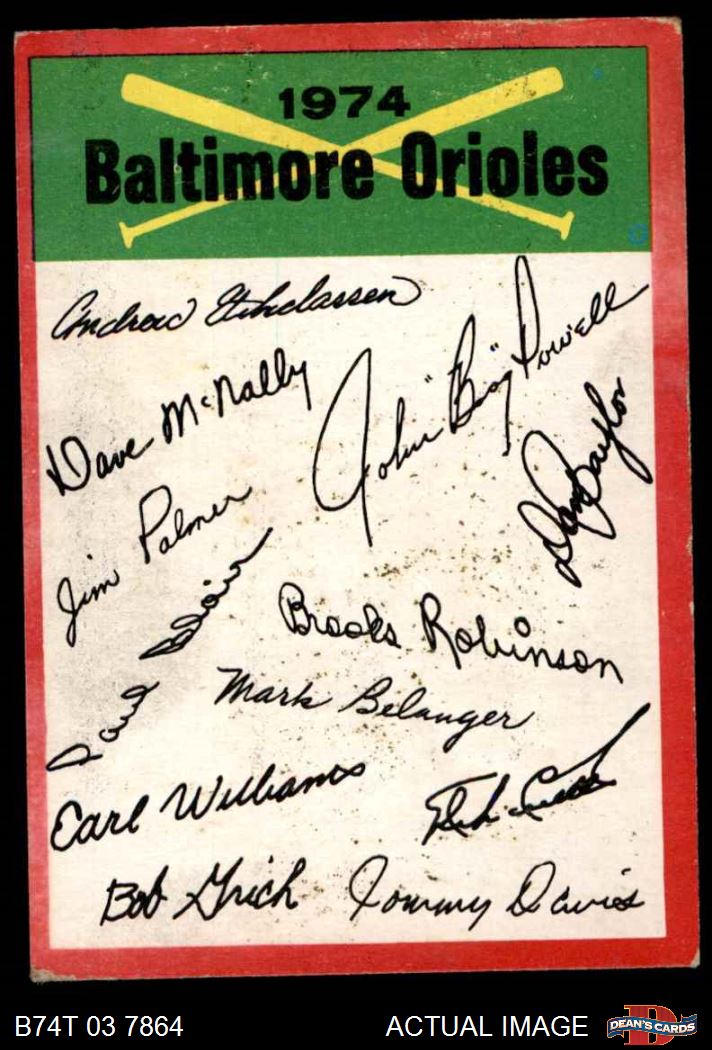 1974
Baltimore Orioles
Andrew Etchebarren
Dave McNally
John "Boog" Powell
Don Baylor
Jim Palmer
Paul Blair
Brooks Robinson
Mark Belanger
Earl Williams
Bob Grich
Tommy Davis
B74T 03 7864
ACTUAL IMAGE
D
DEAN'S CARDS